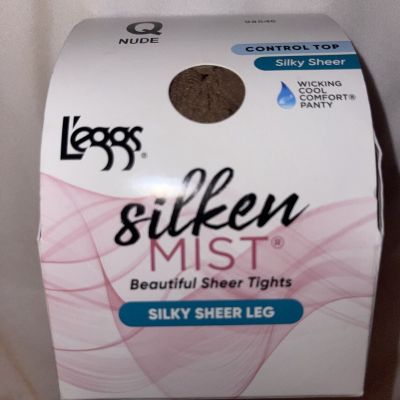 Q
NUDE
CONTROL TOP
Silky Sheer
WICKING
COOL
COMFORT®
PANTY
L'eggs®
silken
MIST®
Beautiful Sheer Tights
SILKY SHEER LEG